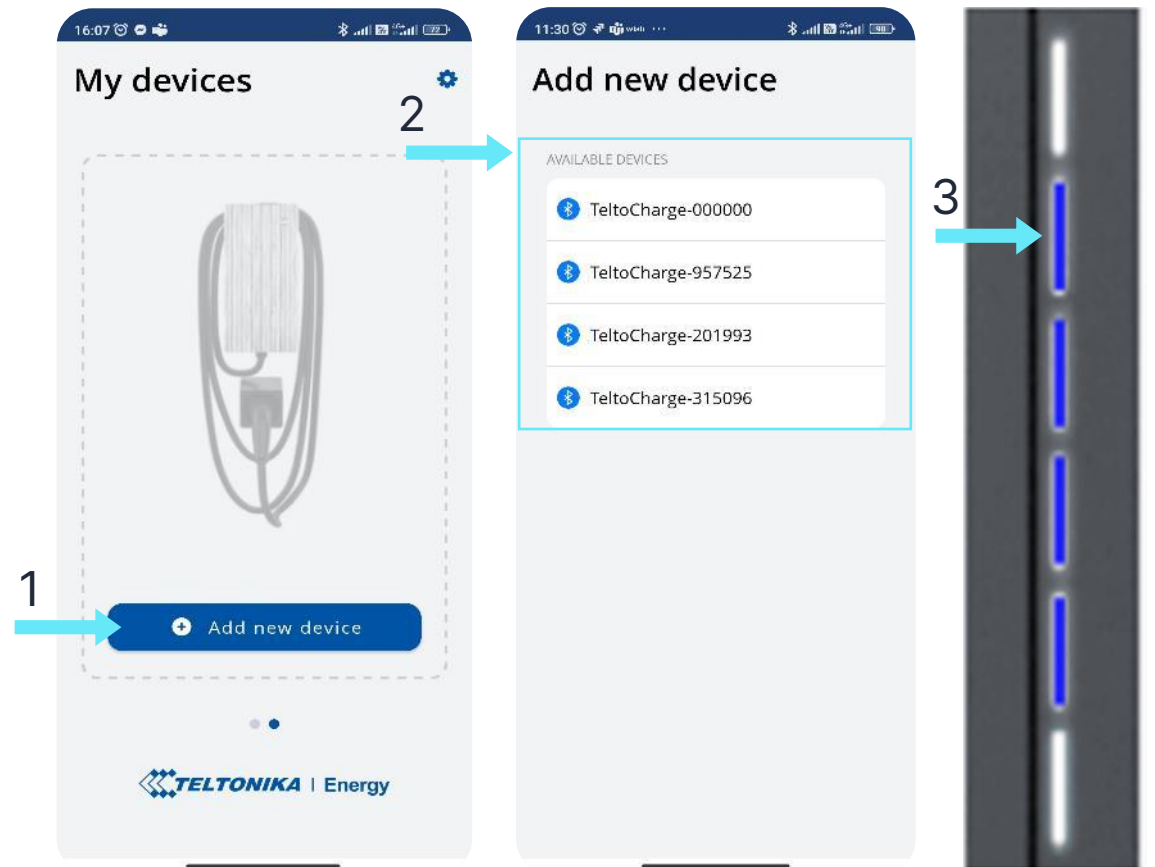 16:07
My devices
1
Add new device
TELTONIKA | Energy
2
11:30
Add new device
AVAILABLE DEVICES
TeltoCharge-000000
TeltoCharge-957525
TeltoCharge-201993
TeltoCharge-315096
3